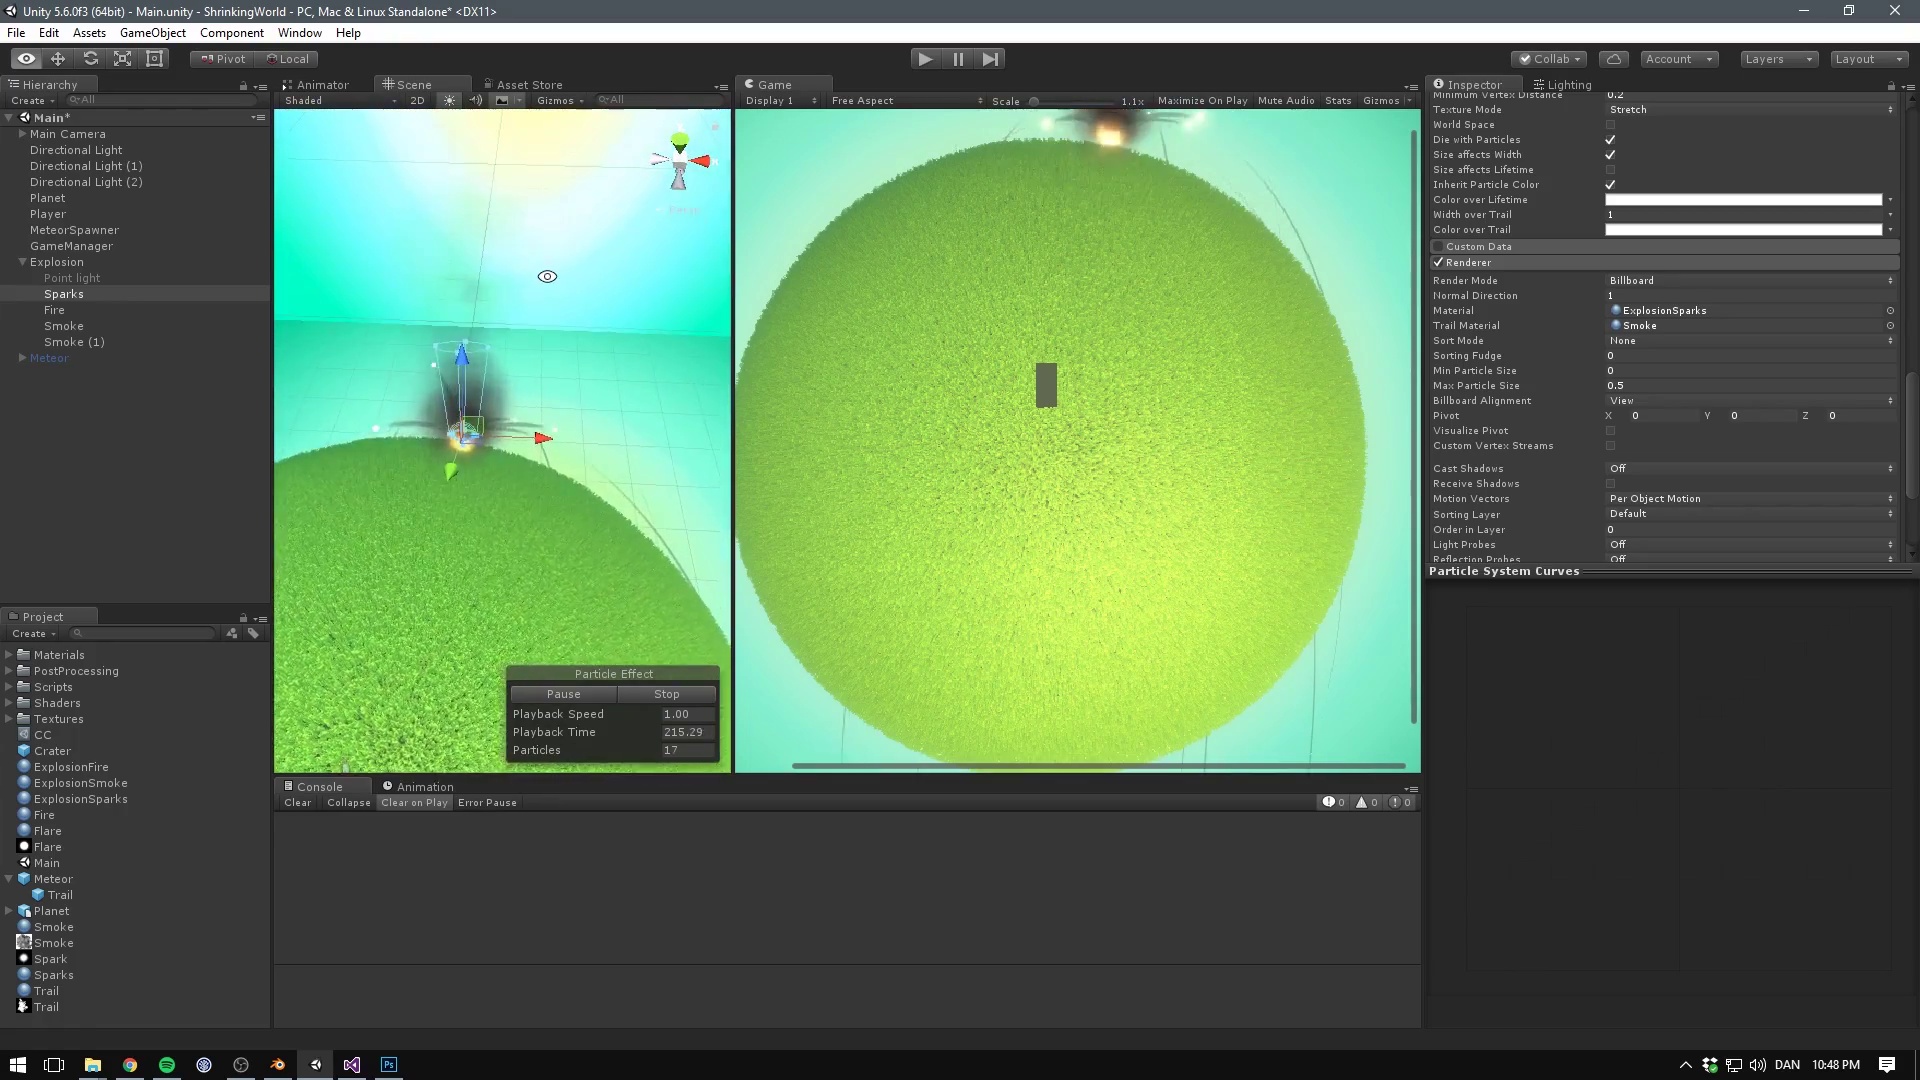 Unity 5.6.0f3 (64bit) - Main.unity - ShrinkingWorld - PC, Mac & Linux Standalone* <DX11>
File Edit Assets GameObject Component Window Help
Pivot Local
Collab Account Layers Layout
Hierarchy
Create All
Main*
Main Camera
Directional Light
Directional Light (1)
Directional Light (2)
Planet
Player
MeteorSpawner
GameManager
Explosion
Point light
Sparks
Fire
Smoke
Smoke (1)
Meteor
Animator Scene Asset Store
Shaded 2D Gizmos All
Particle Effect
Pause Stop
Playback Speed 1.00
Playback Time 215.29
Particles 17
Game
Display 1 Free Aspect Scale 1.1x Maximize On Play Mute Audio Stats Gizmos
Inspector Lighting
Minimum Vertex Distance 0.2
Texture Mode Stretch
World Space
Die with Particles
Size affects Width
Size affects Lifetime
Inherit Particle Color
Color over Lifetime
Width over Trail 1
Color over Trail
Custom Data
Renderer
Render Mode Billboard
Normal Direction 1
Material ExplosionSparks
Trail Material Smoke
Sort Mode None
Sorting Fudge 0
Min Particle Size 0
Max Particle Size 0.5
Billboard Alignment View
Pivot X 0 Y 0 Z 0
Visualize Pivot
Custom Vertex Streams
Cast Shadows Off
Receive Shadows
Motion Vectors Per Object Motion
Sorting Layer Default
Order in Layer 0
Light Probes Off
Reflection Probes Off
Particle System Curves
Project
Create
Materials
PostProcessing
Scripts
Shaders
Textures
CC
Crater
ExplosionFire
ExplosionSmoke
ExplosionSparks
Fire
Flare
Flare
Main
Meteor
Trail
Planet
Smoke
Smoke
Spark
Sparks
Trail
Trail
Console Animation
Clear Collapse Clear on Play Error Pause 0 0 0
Ps DAN 10:48 PM